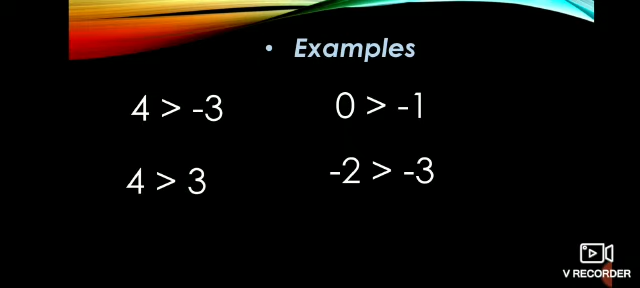 • Examples
4 > -3
0 > -1
4 > 3
-2 > -3
V RECORDER